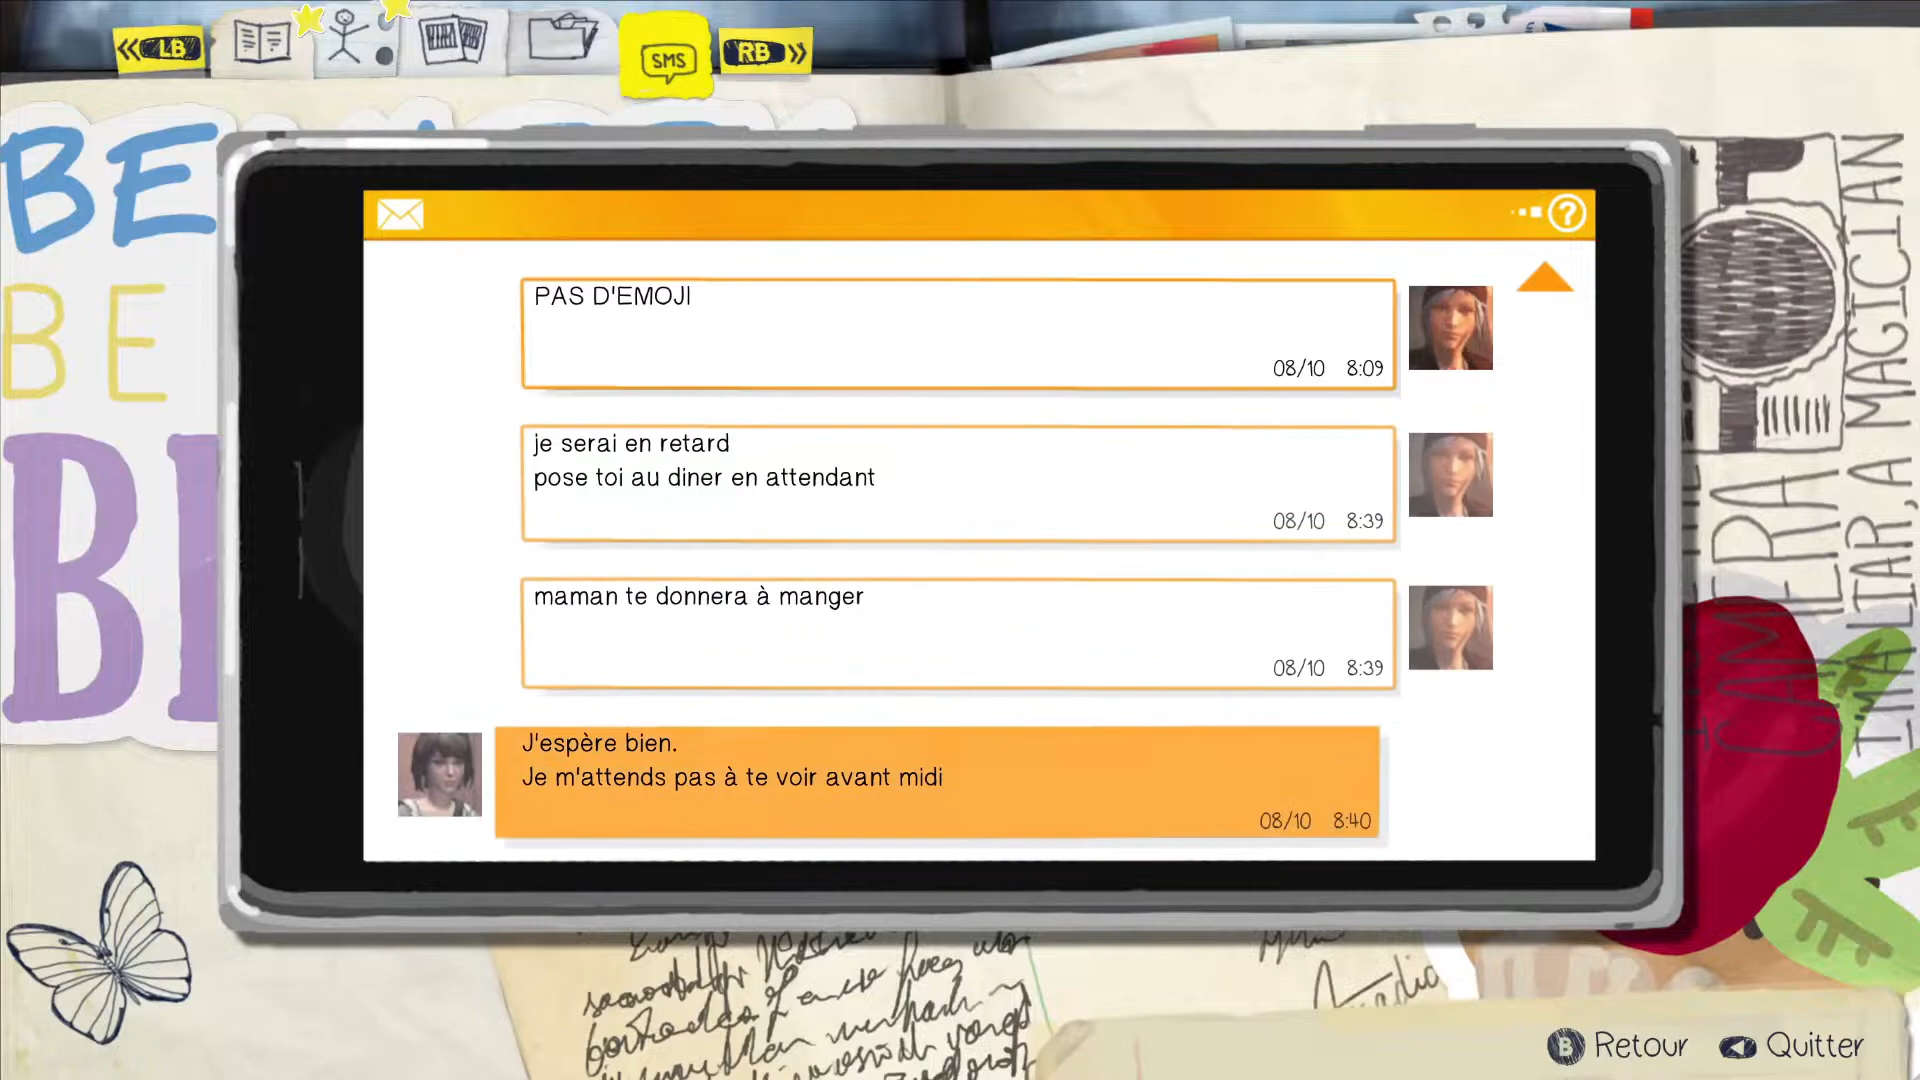 LB
SMS
RB
BE
BE
PAS D'EMOJI
08/10 8:09
je serai en retard
pose toi au diner en attendant
08/10 8:39
maman te donnera à manger
08/10 8:39
J'espère bien.
Je m'attends pas à te voir avant midi
08/10 8:40
CAMERA
LIAR, A MAGICIAN
B Retour
Quitter